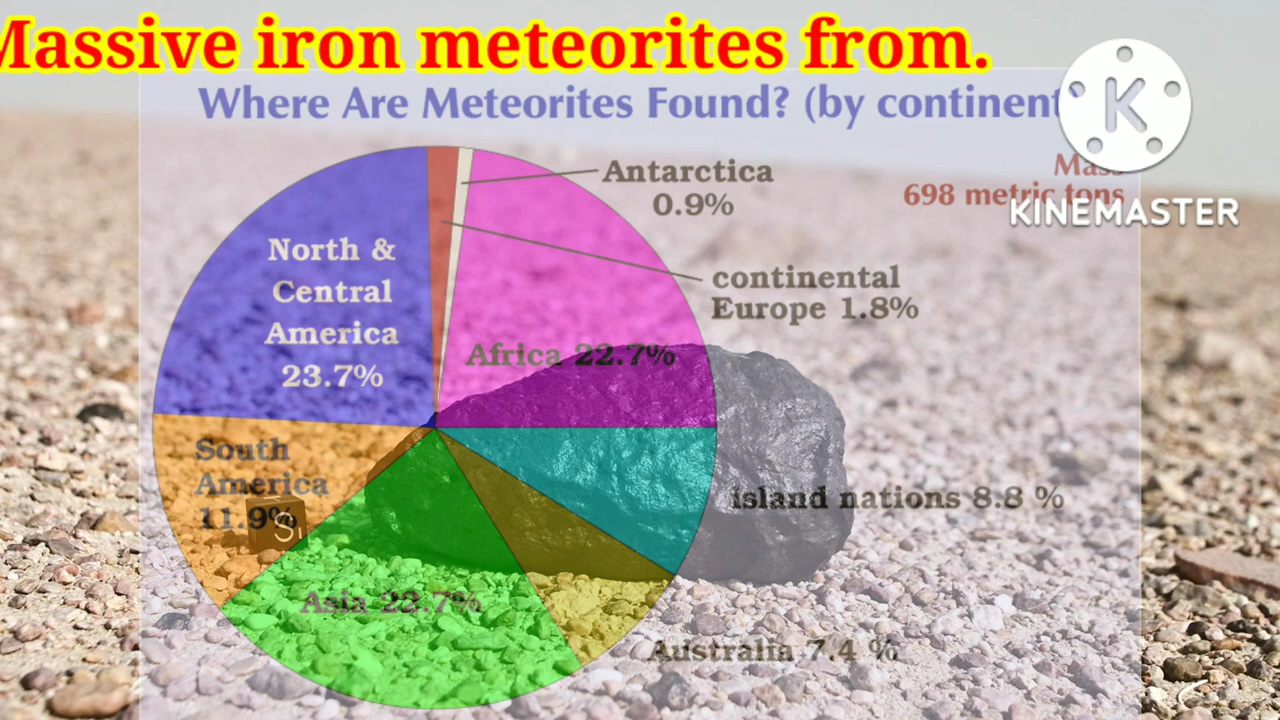 Massive iron meteorites from.
Where Are Meteorites Found? (by continent)
Mass
698 metric tons
KINEMASTER
Antarctica
0.9%
continental
Europe 1.8%
North &
Central
America
23.7%
Africa 22.7%
South
America
11.9%
island nations 8.8 %
Asia 22.7%
Australia 7.4 %